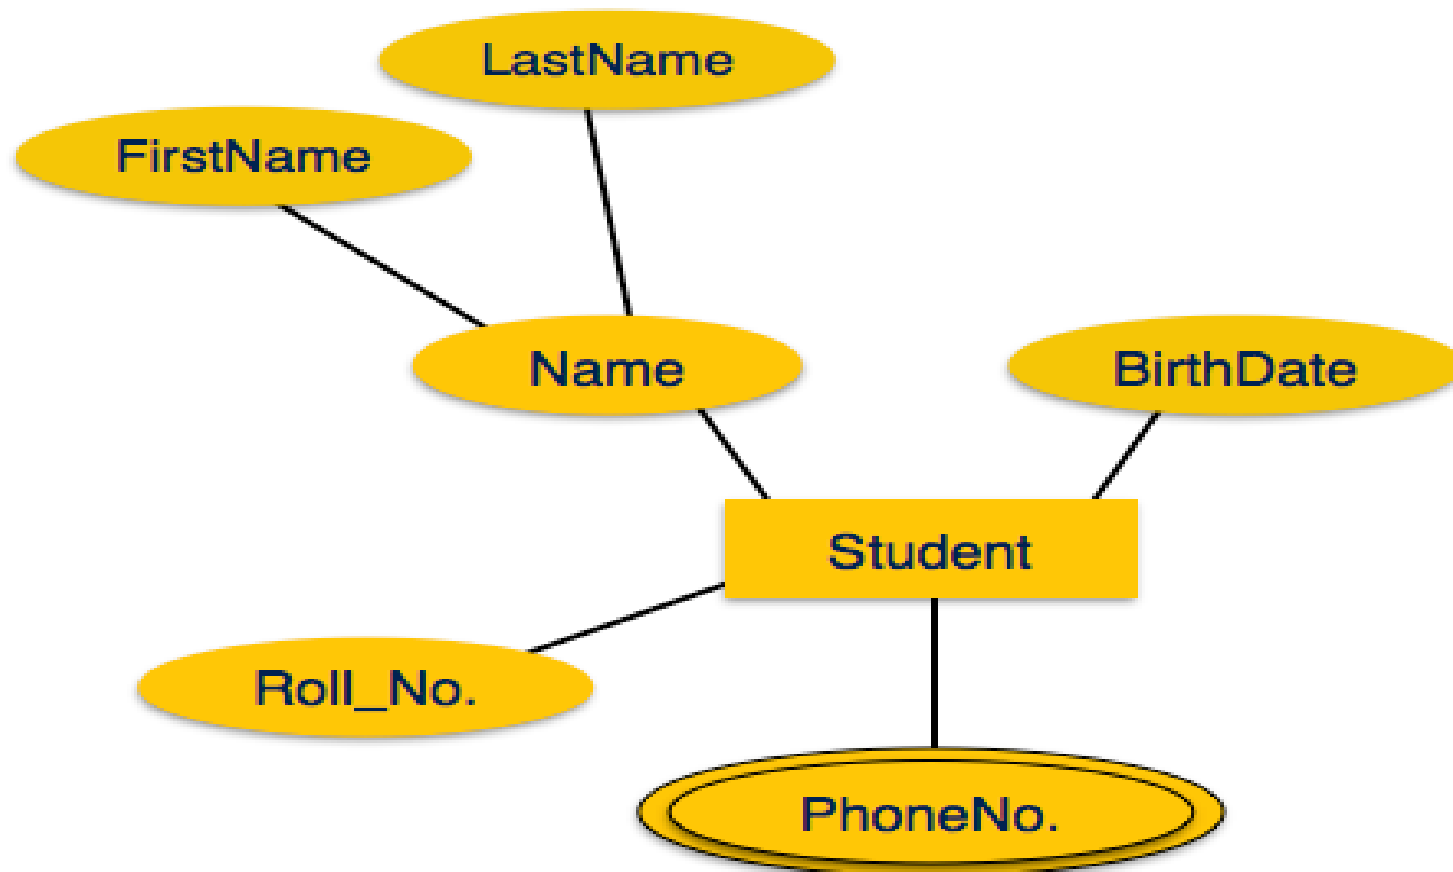 LastName
FirstName
Name
BirthDate
Student
Roll_No.
PhoneNo.